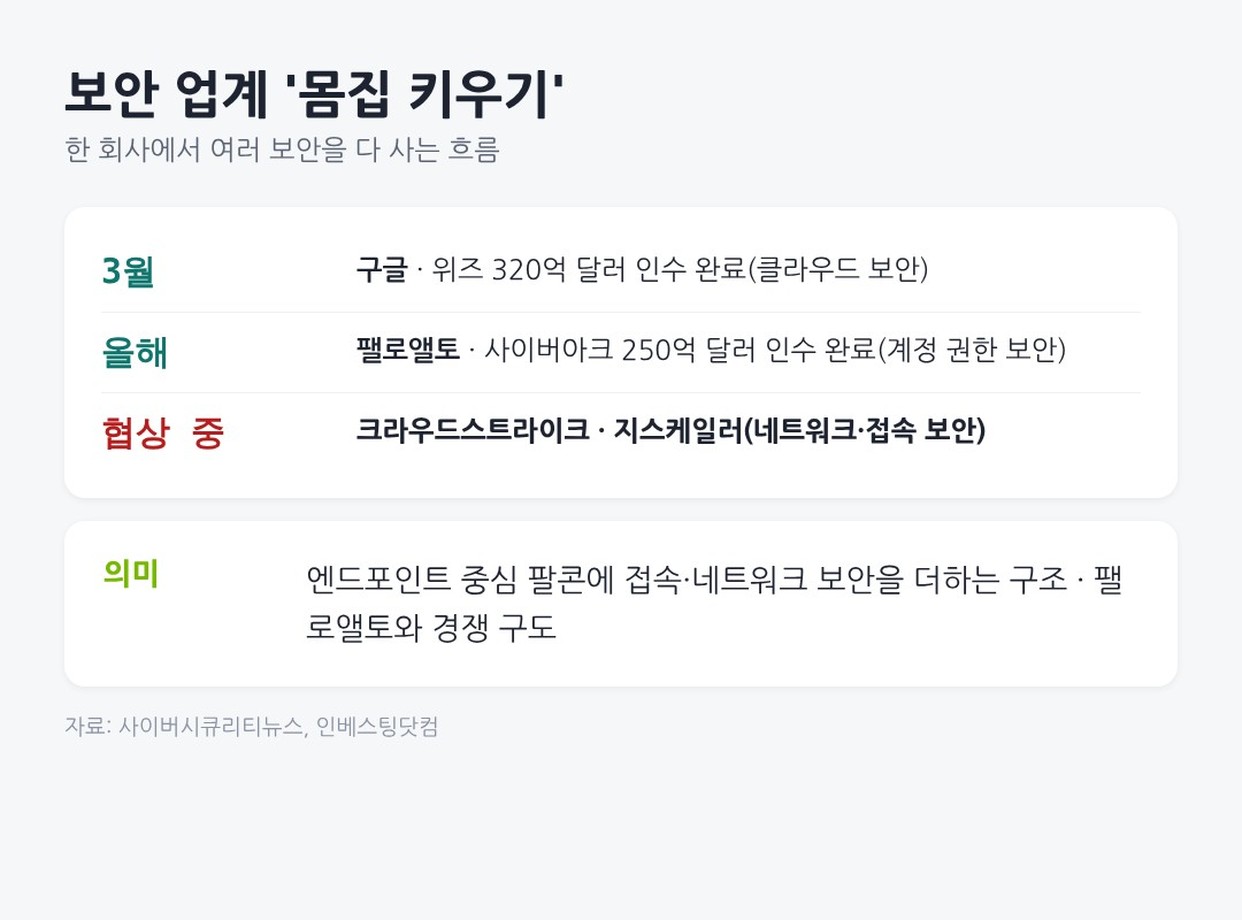 보안 업계 '몸집 키우기'
한 회사에서 여러 보안을 다 사는 흐름
3월 구글 · 위즈 320억 달러 인수 완료(클라우드 보안)
올해 팰로앨토 · 사이버아크 250억 달러 인수 완료(계정 권한 보안)
협상 중 크라우드스트라이크 · 지스케일러(네트워크·접속 보안)
의미 엔드포인트 중심 팔콘에 접속·네트워크 보안을 더하는 구조 · 팰
로앨토와 경쟁 구도
자료: 사이버시큐리티뉴스, 인베스팅닷컴